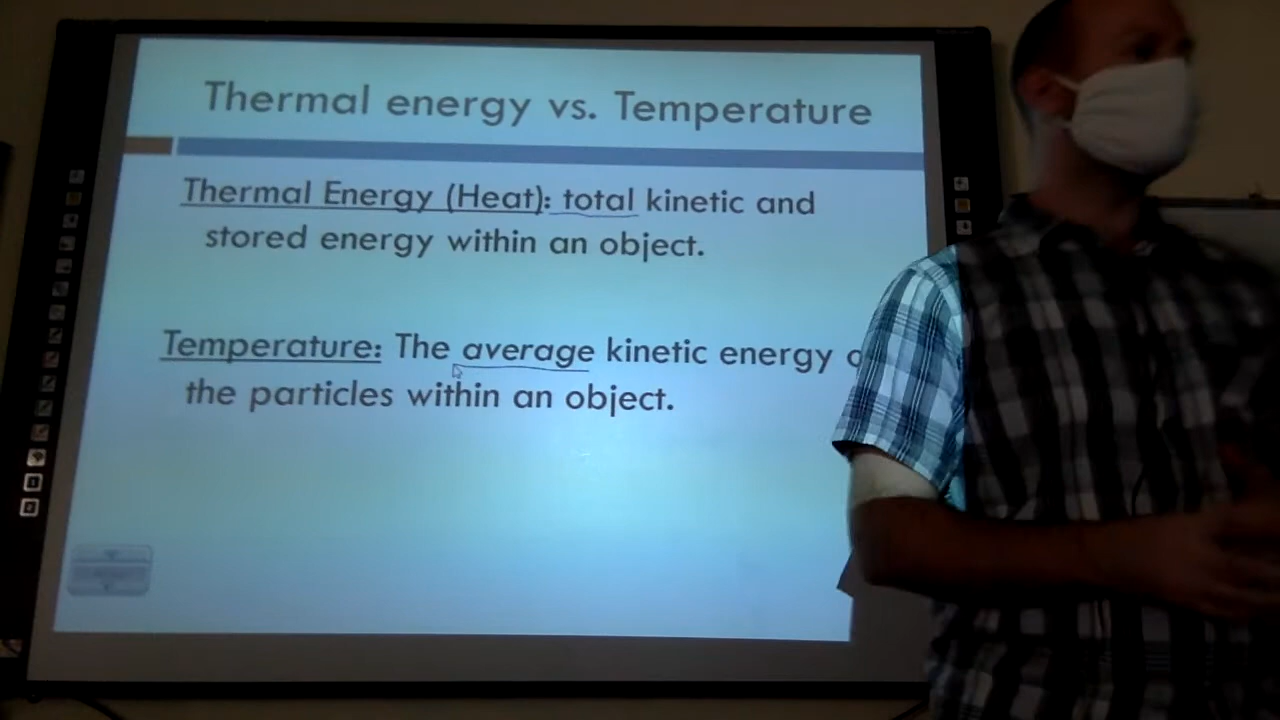 Thermal energy vs. Temperature
Thermal Energy (Heat): total kinetic and
stored energy within an object.
Temperature: The average kinetic energy
the particles within an object.